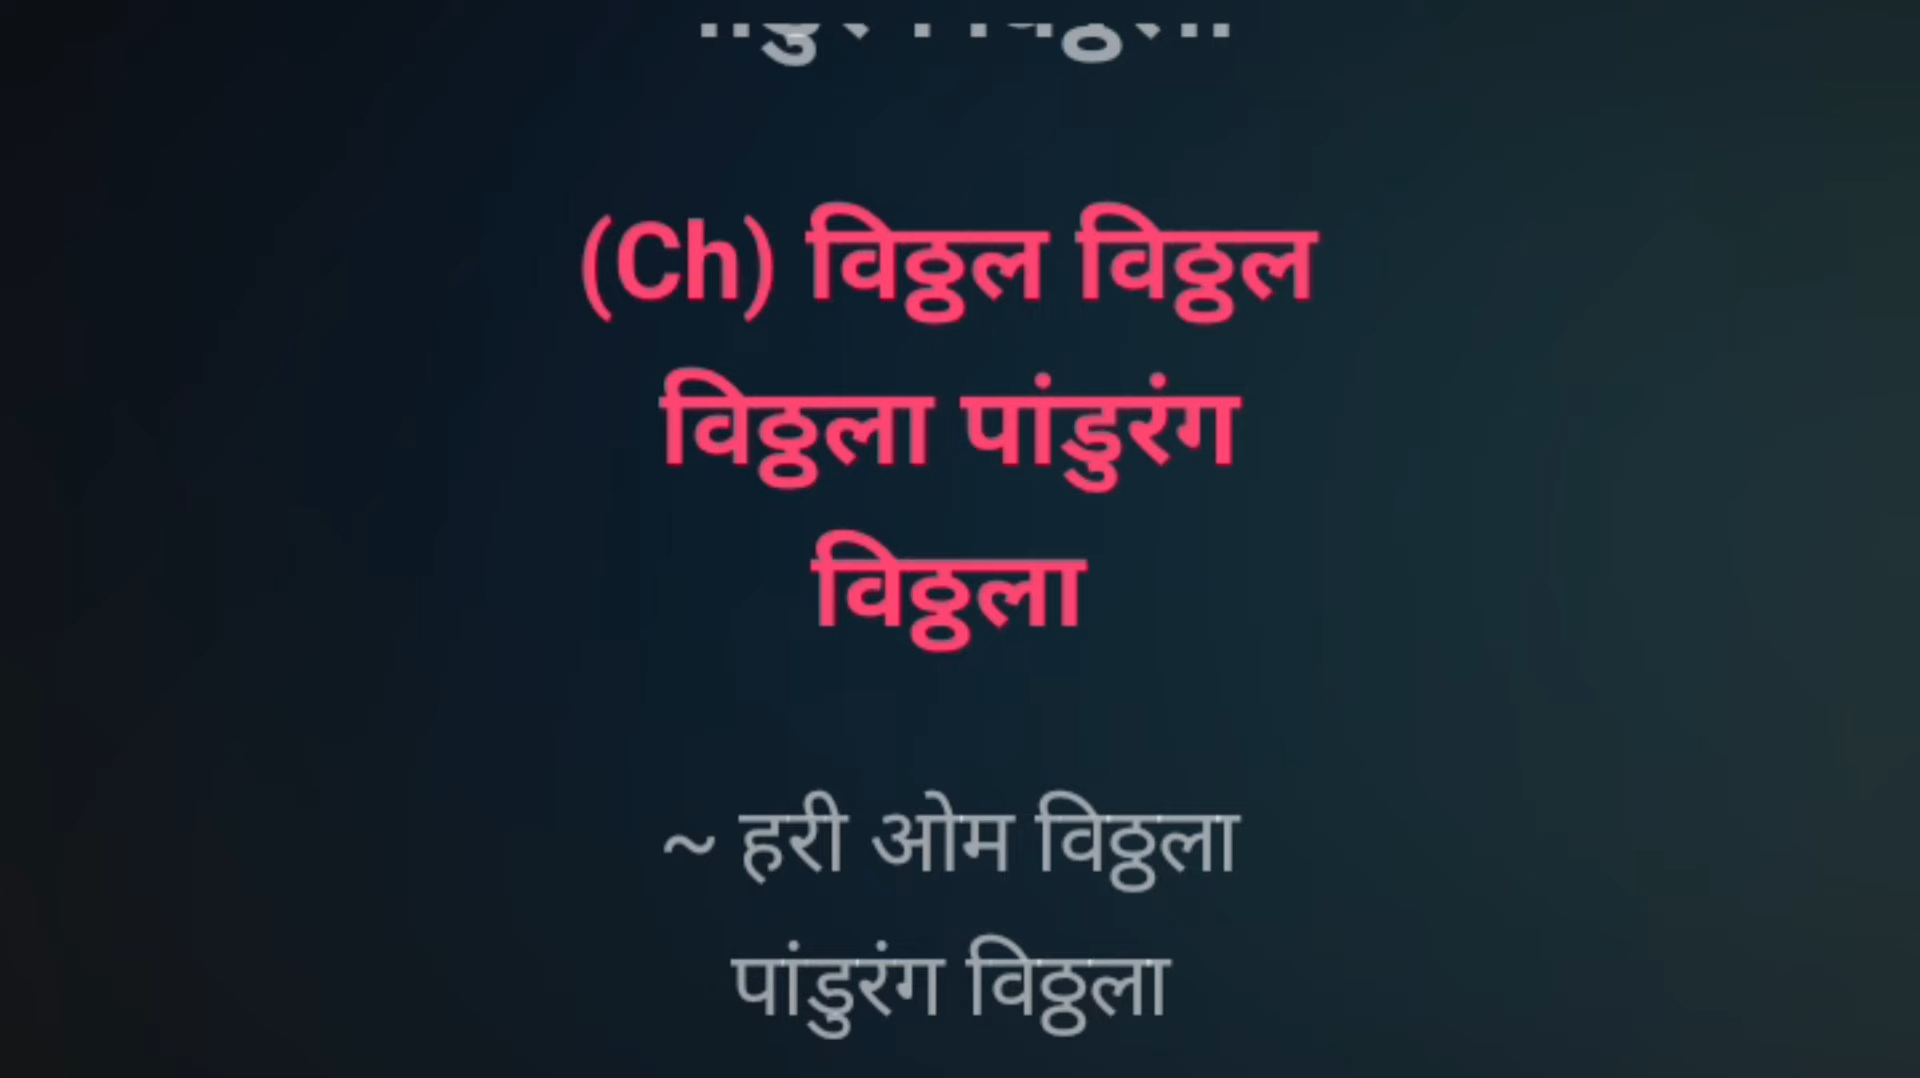 (Ch) विठ्ठल विठ्ठल
विठ्ठला पांडुरंग
विठ्ठला
~ हरी ओम विठ्ठला
पांडुरंग विठ्ठला